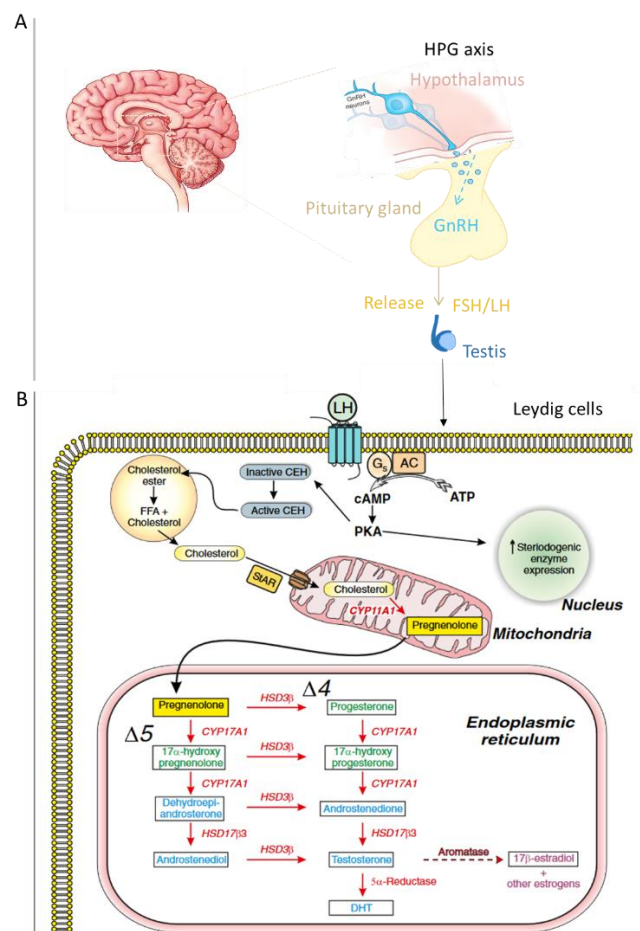 A
HPG axis
Hypothalamus
GnRH
neurons
Pituitary gland
GnRH
Release FSH/LH
Testis
B
Leydig cells
LH
Gs
AC
cAMP
ATP
PKA
Cholesterol
ester
FFA +
Cholesterol
Inactive CEH
Active CEH
Cholesterol
StAR
Cholesterol
CYP11A1
Pregnenolone
Mitochondria
↑ Steriodogenic
enzyme
expression
Nucleus
Endoplasmic
reticulum
Δ5
Δ4
Pregnenolone
HSD3β
Progesterone
CYP17A1
CYP17A1
17α-hydroxy
pregnenolone
HSD3β
17α-hydroxy
progesterone
CYP17A1
CYP17A1
Dehydroepi-
androsterone
HSD3β
Androstenedione
HSD17β3
HSD17β3
Androstenediol
HSD3β
Testosterone
Aromatase
17β-estradiol
+
other estrogens
5α-Reductase
DHT